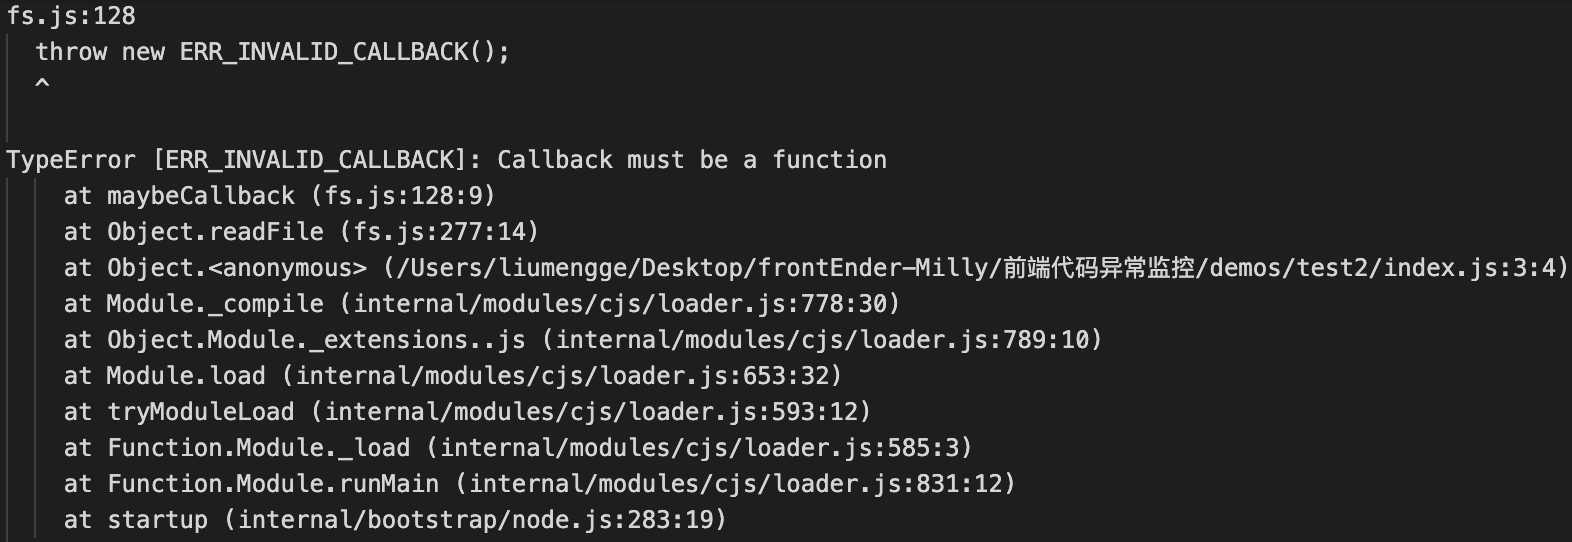 fs.js:128
throw new ERR_INVALID_CALLBACK();
^
TypeError [ERR_INVALID_CALLBACK]: Callback must be a function
at maybeCallback (fs.js:128:9)
at Object.readFile (fs.js:277:14)
at Object.<anonymous> (/Users/liumengge/Desktop/frontEnder-Milly/前端代码异常监控/demos/test2/index.js:3:4)
at Module._compile (internal/modules/cjs/loader.js:778:30)
at Object.Module._extensions..js (internal/modules/cjs/loader.js:789:10)
at Module.load (internal/modules/cjs/loader.js:653:32)
at tryModuleLoad (internal/modules/cjs/loader.js:593:12)
at Function.Module._load (internal/modules/cjs/loader.js:585:3)
at Function.Module.runMain (internal/modules/cjs/loader.js:831:12)
at startup (internal/bootstrap/node.js:283:19)